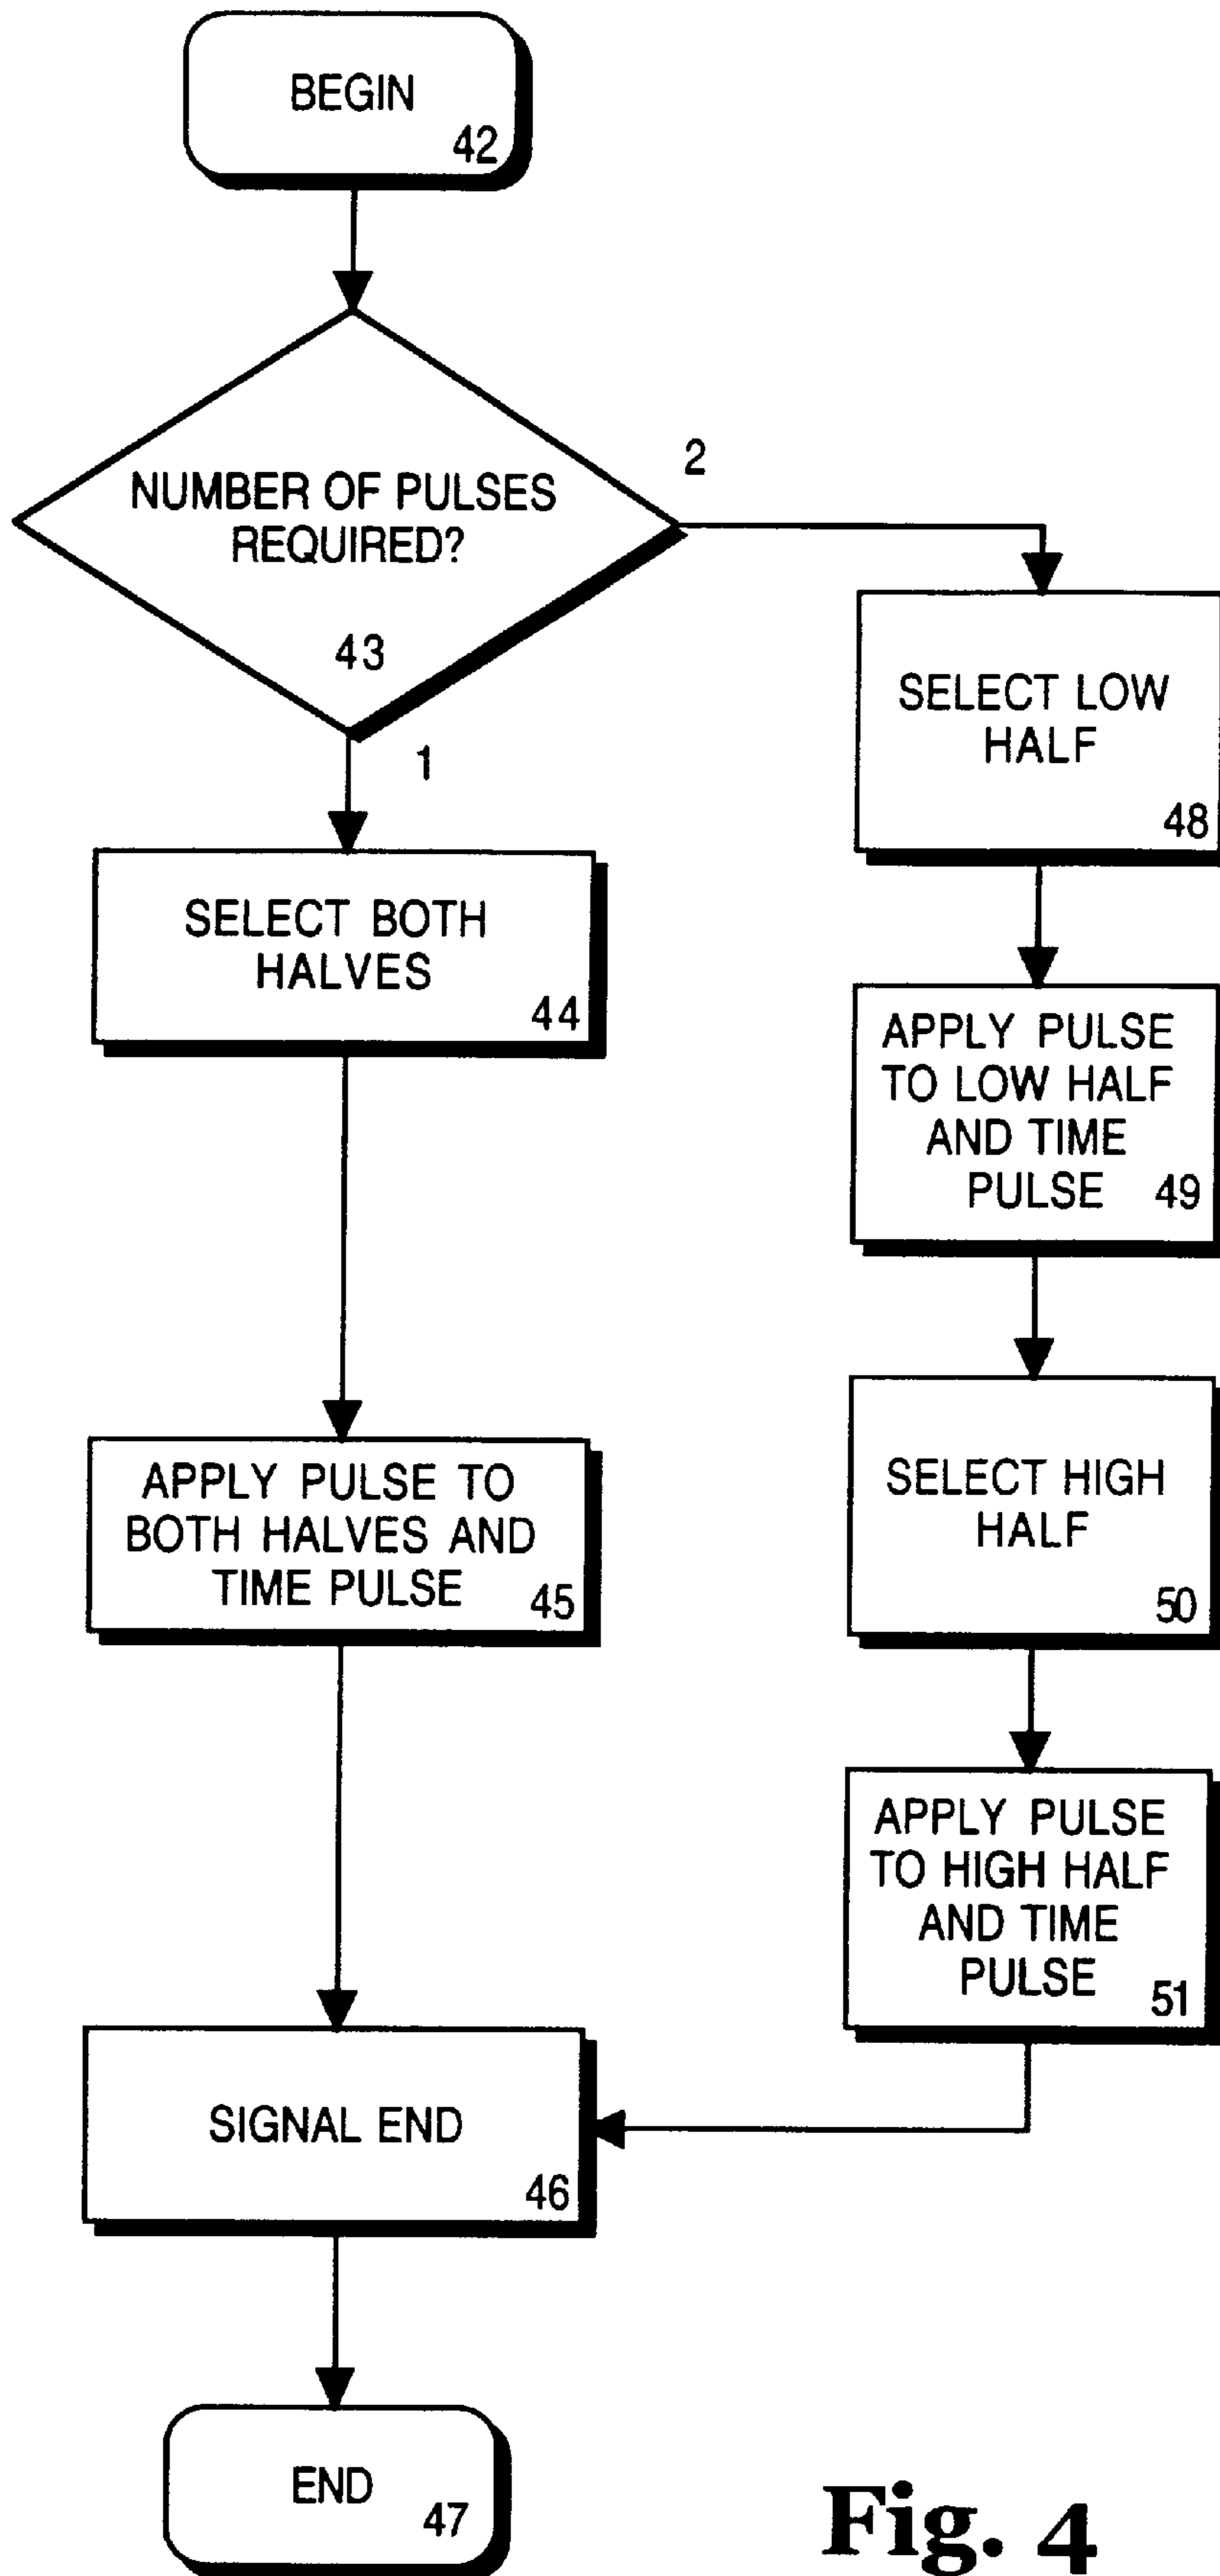 BEGIN
42
NUMBER OF PULSES
REQUIRED?
43
2
1
SELECT BOTH
HALVES
44
APPLY PULSE TO
BOTH HALVES AND
TIME PULSE
45
SELECT LOW
HALF
48
APPLY PULSE
TO LOW HALF
AND TIME
PULSE 49
SELECT HIGH
HALF
50
APPLY PULSE
TO HIGH HALF
AND TIME
PULSE
51
SIGNAL END
46
END
47
Fig. 4